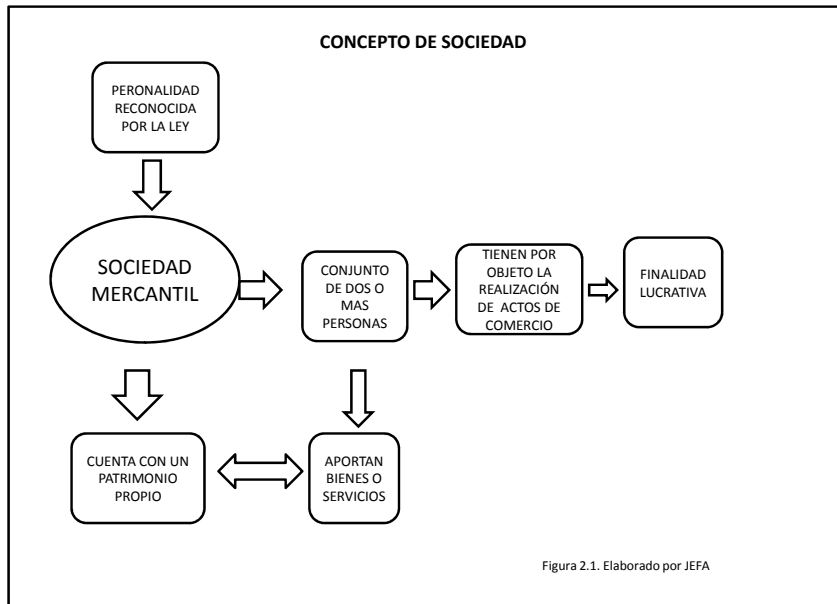 CONCEPTO DE SOCIEDAD
PERONALIDAD
RECONOCIDA
POR LA LEY
SOCIEDAD
MERCANTIL
CONJUNTO
DE DOS O
MAS
PERSONAS
TIENEN POR
OBJETO LA
REALIZACIÓN
DE ACTOS DE
COMERCIO
FINALIDAD
LUCRATIVA
CUENTA CON UN
PATRIMONIO
PROPIO
APORTAN
BIENES O
SERVICIOS
Figura 2.1. Elaborado por JEFA